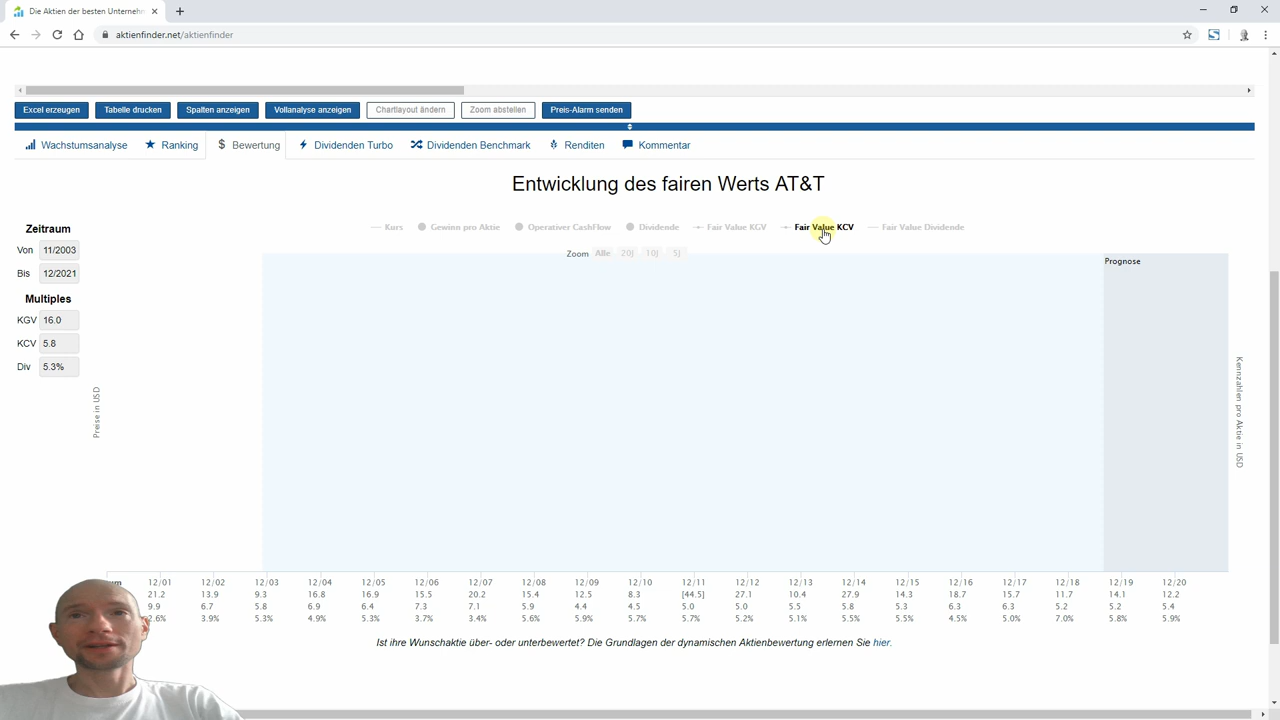 Die Aktien der besten Unternehm
aktienfinder.net/aktienfinder
Excel erzeugen Tabelle drucken Spalten anzeigen Vollanalyse anzeigen Chartlayout ändern Zoom abstellen Preis-Alarm senden
Wachstumsanalyse Ranking $ Bewertung Dividenden Turbo Dividenden Benchmark Renditen Kommentar
Entwicklung des fairen Werts AT&T
Kurs Gewinn pro Aktie Operativer CashFlow Dividende Fair Value KGV Fair Value KCV Fair Value Dividende
Zeitraum
Von 11/2003
Bis 12/2021
Multiples
KGV 16.0
KCV 5.8
Div 5.3%
Zoom Alle 20J 10J 5J
Prognose
Preise in USD
Kennzahlen pro Aktie in USD
12/01 12/02 12/03 12/04 12/05 12/06 12/07 12/08 12/09 12/10 12/11 12/12 12/13 12/14 12/15 12/16 12/17 12/18 12/19 12/20
21.2 13.9 9.3 16.8 16.9 15.5 20.2 15.4 12.5 8.3 [44.5] 27.1 10.4 27.9 14.3 18.7 15.7 11.7 14.1 12.2
9.9 6.7 5.8 6.9 6.4 7.3 7.1 5.9 4.4 4.5 5.0 5.0 5.5 5.8 5.3 6.3 6.3 5.2 5.2 5.4
2.6% 3.9% 5.3% 4.9% 5.3% 3.7% 3.4% 5.6% 5.9% 5.7% 5.7% 5.2% 5.1% 5.5% 5.5% 4.5% 5.0% 7.0% 5.8% 5.9%
Ist ihre Wunschaktie über- oder unterbewertet? Die Grundlagen der dynamischen Aktienbewertung erlernen Sie hier.